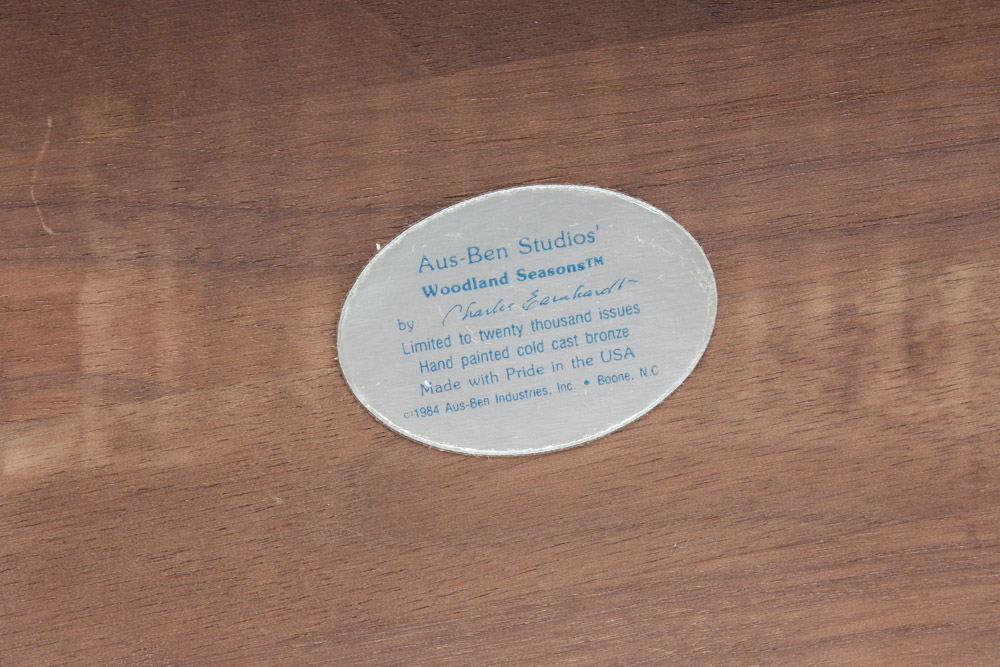 Aus-Ben Studios'
Woodland Seasons™
by Charles Earnhardt
Limited to twenty thousand issues
Hand painted cold cast bronze
Made with Pride in the USA
c1984 Aus-Ben Industries, Inc. • Boone, N.C